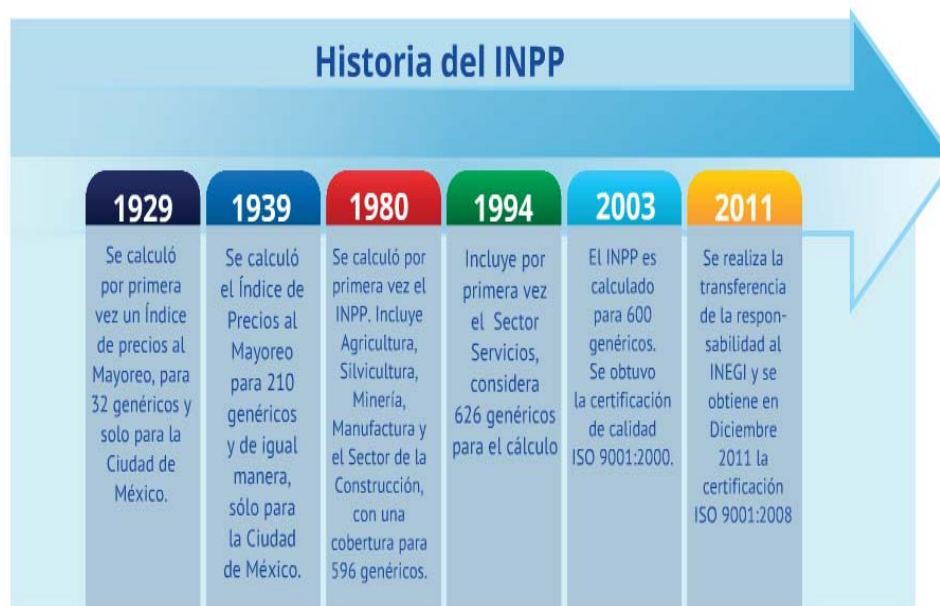 Historia del INPP
1929
Se calculó
por primera
vez un Índice
de precios al
Mayoreo, para
32 genéricos y
solo para la
Ciudad de
México.
1939
Se calculó
el Índice de
Precios al
Mayoreo
para 210
genéricos
y de igual
manera,
sólo para
la Ciudad
de México.
1980
Se calculó por
primera vez el
INPP. Incluye
Agricultura,
Silvicultura,
Minería,
Manufactura y
el Sector de la
Construcción,
con una
cobertura para
596 genéricos.
1994
Incluye por
primera vez
el Sector
Servicios,
considera
626 genéricos
para el cálculo
2003
El INPP es
calculado
para 600
genéricos.
Se obtuvo
la certificación
de calidad
ISO 9001:2000.
2011
Se realiza la
transferencia
de la respon-
sabilidad al
INEGI y se
obtiene en
Diciembre
2011 la
certificación
ISO 9001:2008